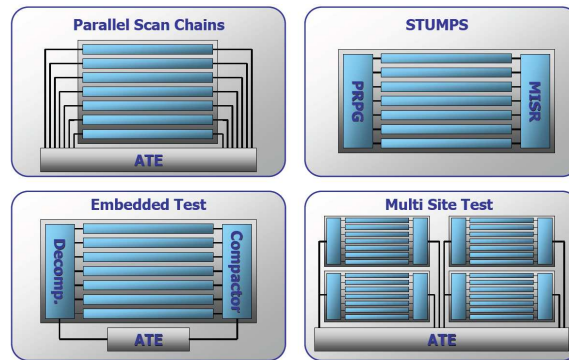 Parallel Scan Chains
ATE
STUMPS
PRPG
MISR
Embedded Test
Decomp.
Compactor
ATE
Multi Site Test
ATE